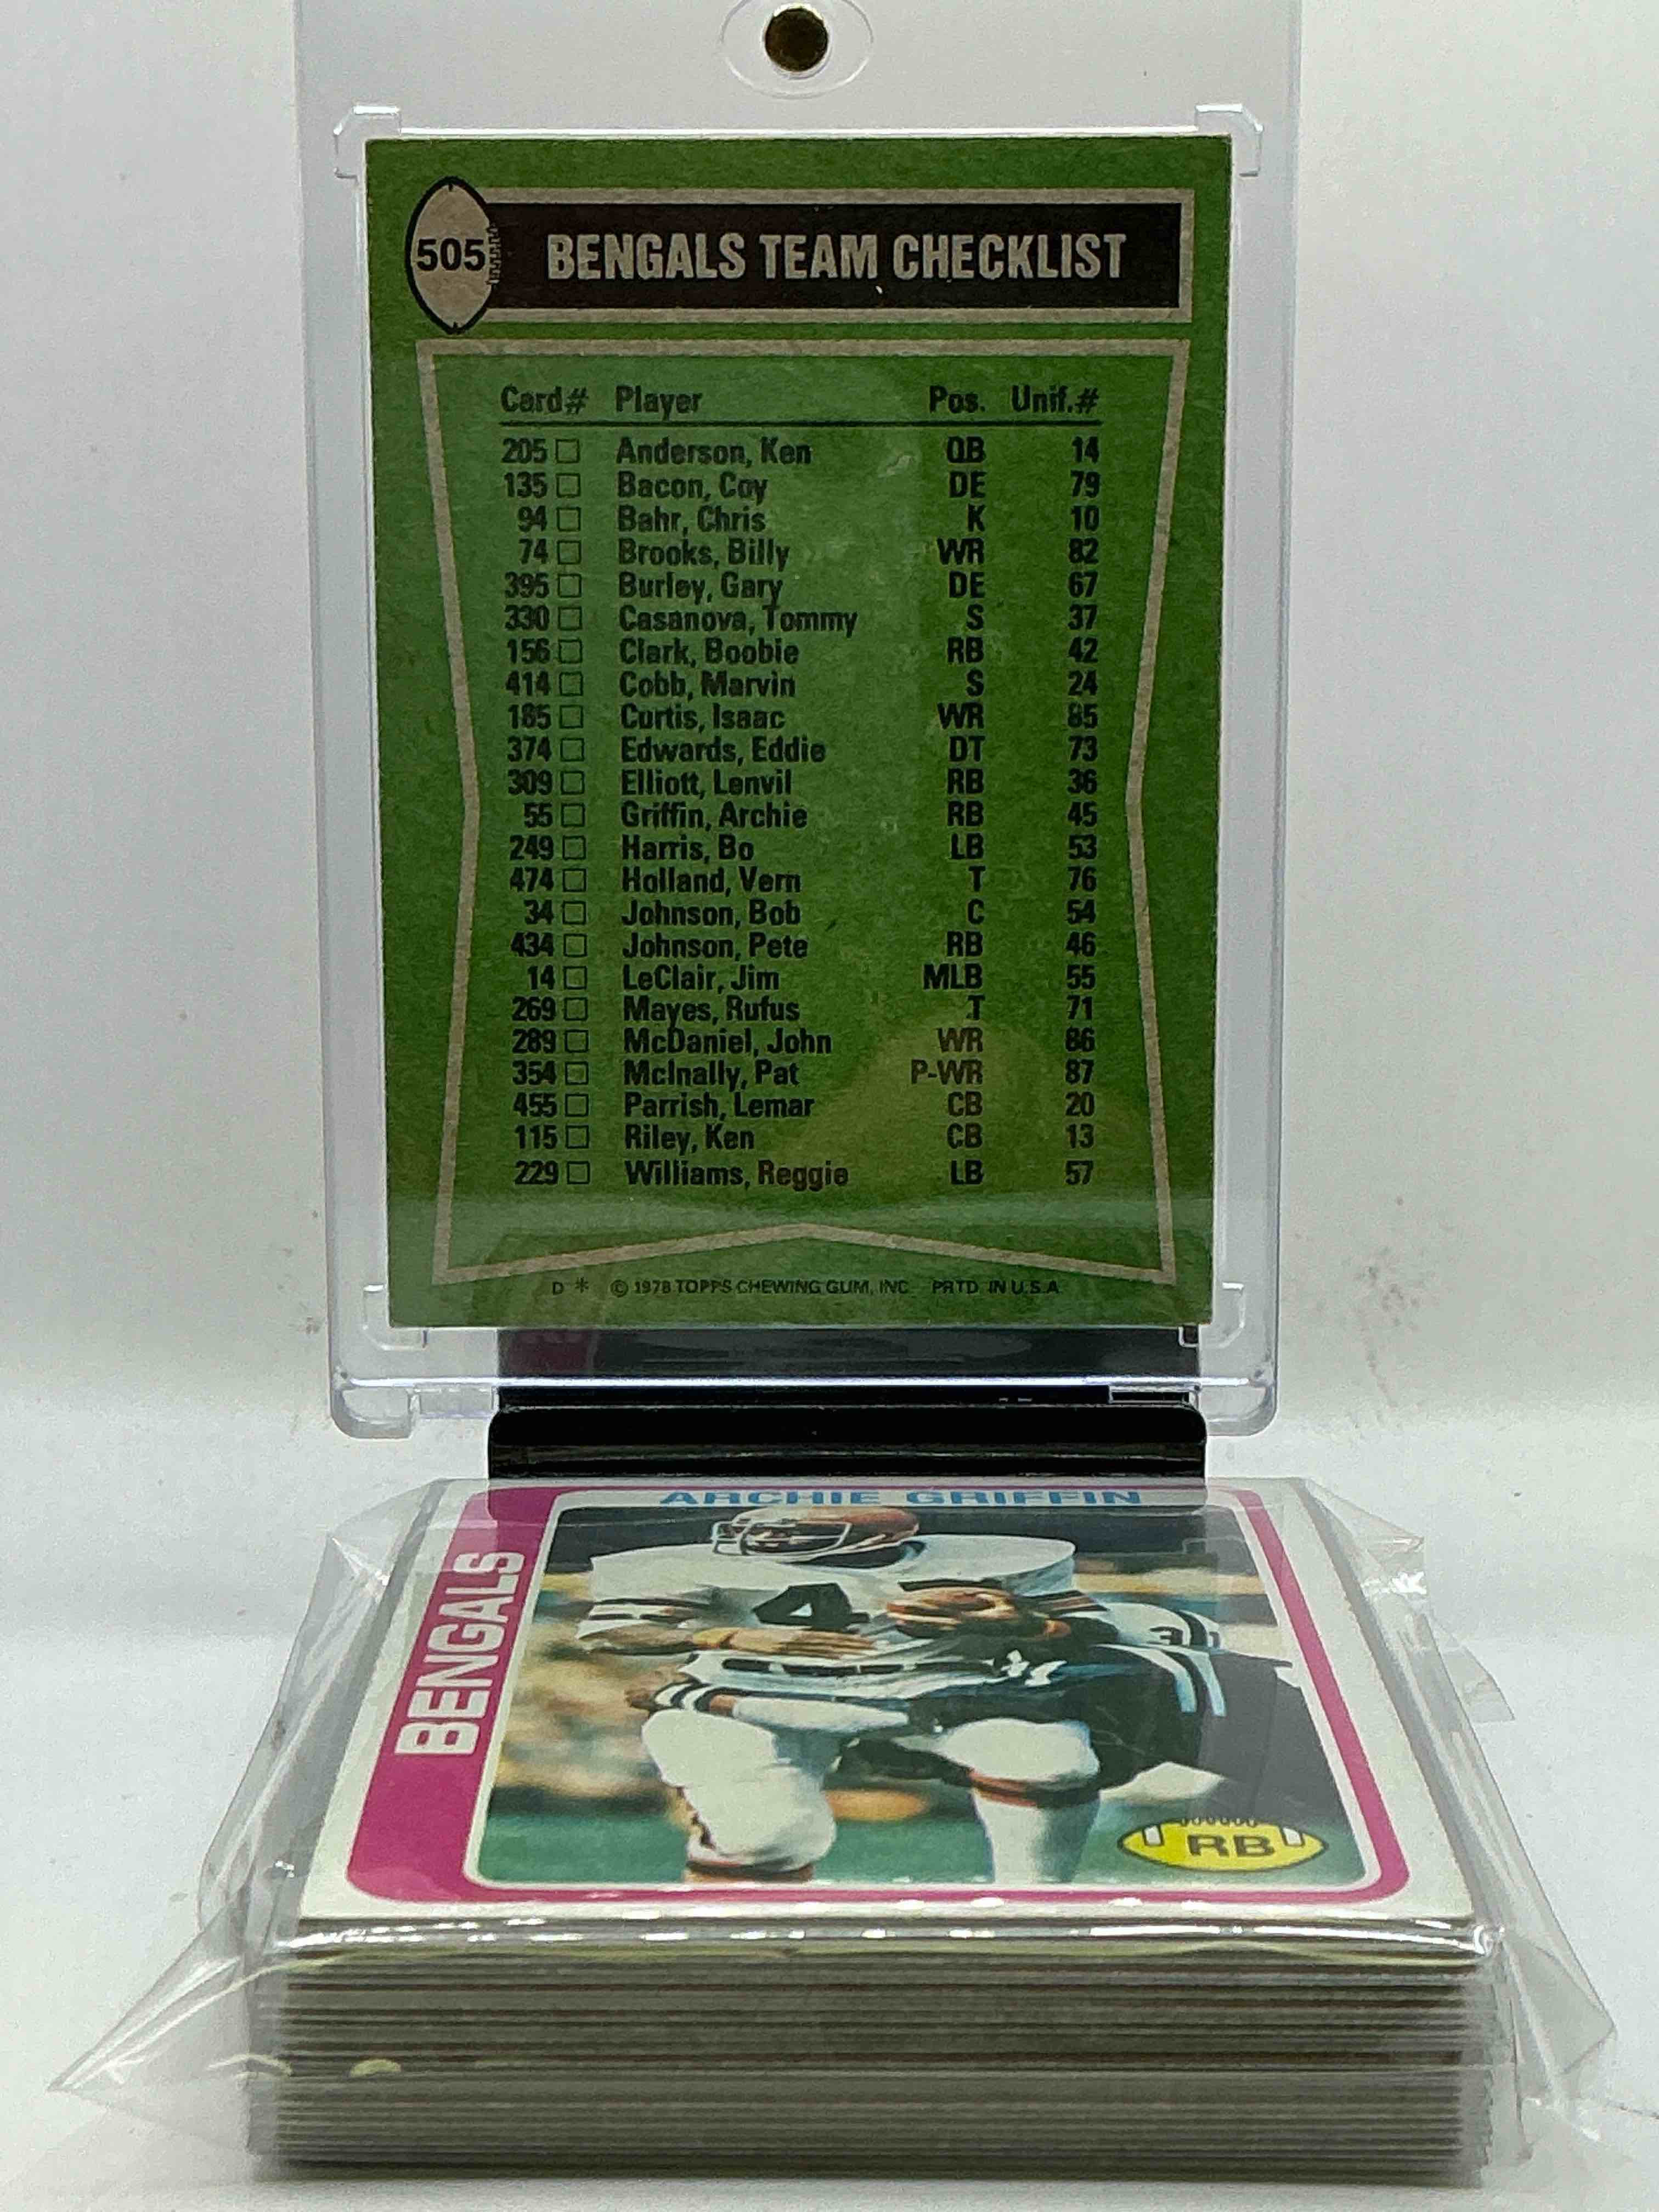 505 BENGALS TEAM CHECKLIST
Card# Player Pos. Unif.#
205 Anderson, Ken QB 14
135 Bacon, Coy DE 79
94 Bahr, Chris K 10
74 Brooks, Billy WR 82
395 Burley, Gary DE 67
330 Casanova, Tommy S 37
156 Clark, Boobie RB 42
414 Cobb, Marvin S 24
185 Curtis, Isaac WR 85
374 Edwards, Eddie DT 73
309 Elliott, Lenvil RB 36
55 Griffin, Archie RB 45
249 Harris, Bo LB 53
474 Holland, Vern T 76
34 Johnson, Bob C 54
434 Johnson, Pete RB 46
14 LeClair, Jim MLB 55
269 Mayes, Rufus T 71
289 McDaniel, John WR 86
354 McInally, Pat P-WR 87
455 Parrish, Lemar CB 20
115 Riley, Ken CB 13
229 Williams, Reggie LB 57
D * © 1978 TOPPS CHEWING GUM, INC. PRTD. IN U.S.A.
ARCHIE GRIFFIN
BENGALS
4
RB